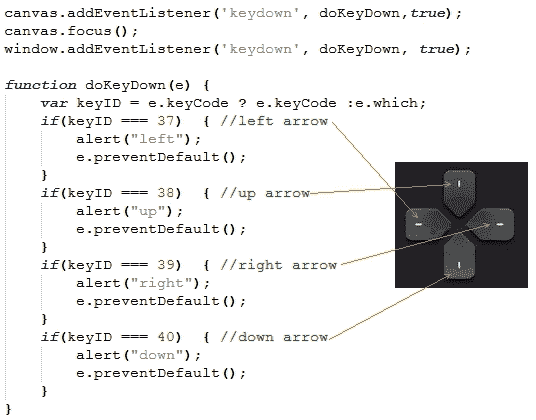 canvas.addEventListener('keydown', doKeyDown,true);
canvas.focus();
window.addEventListener('keydown', doKeyDown, true);
function doKeyDown(e) {
var keyID = e.keyCode ? e.keyCode :e.which;
if(keyID === 37)  { //left arrow
alert("left");
e.preventDefault();
}
if(keyID === 38)  { //up arrow
alert("up");
e.preventDefault();
}
if(keyID === 39)  { //right arrow
alert("right");
e.preventDefault();
}
if(keyID === 40)  { //down arrow
alert("down");
e.preventDefault();
}
}